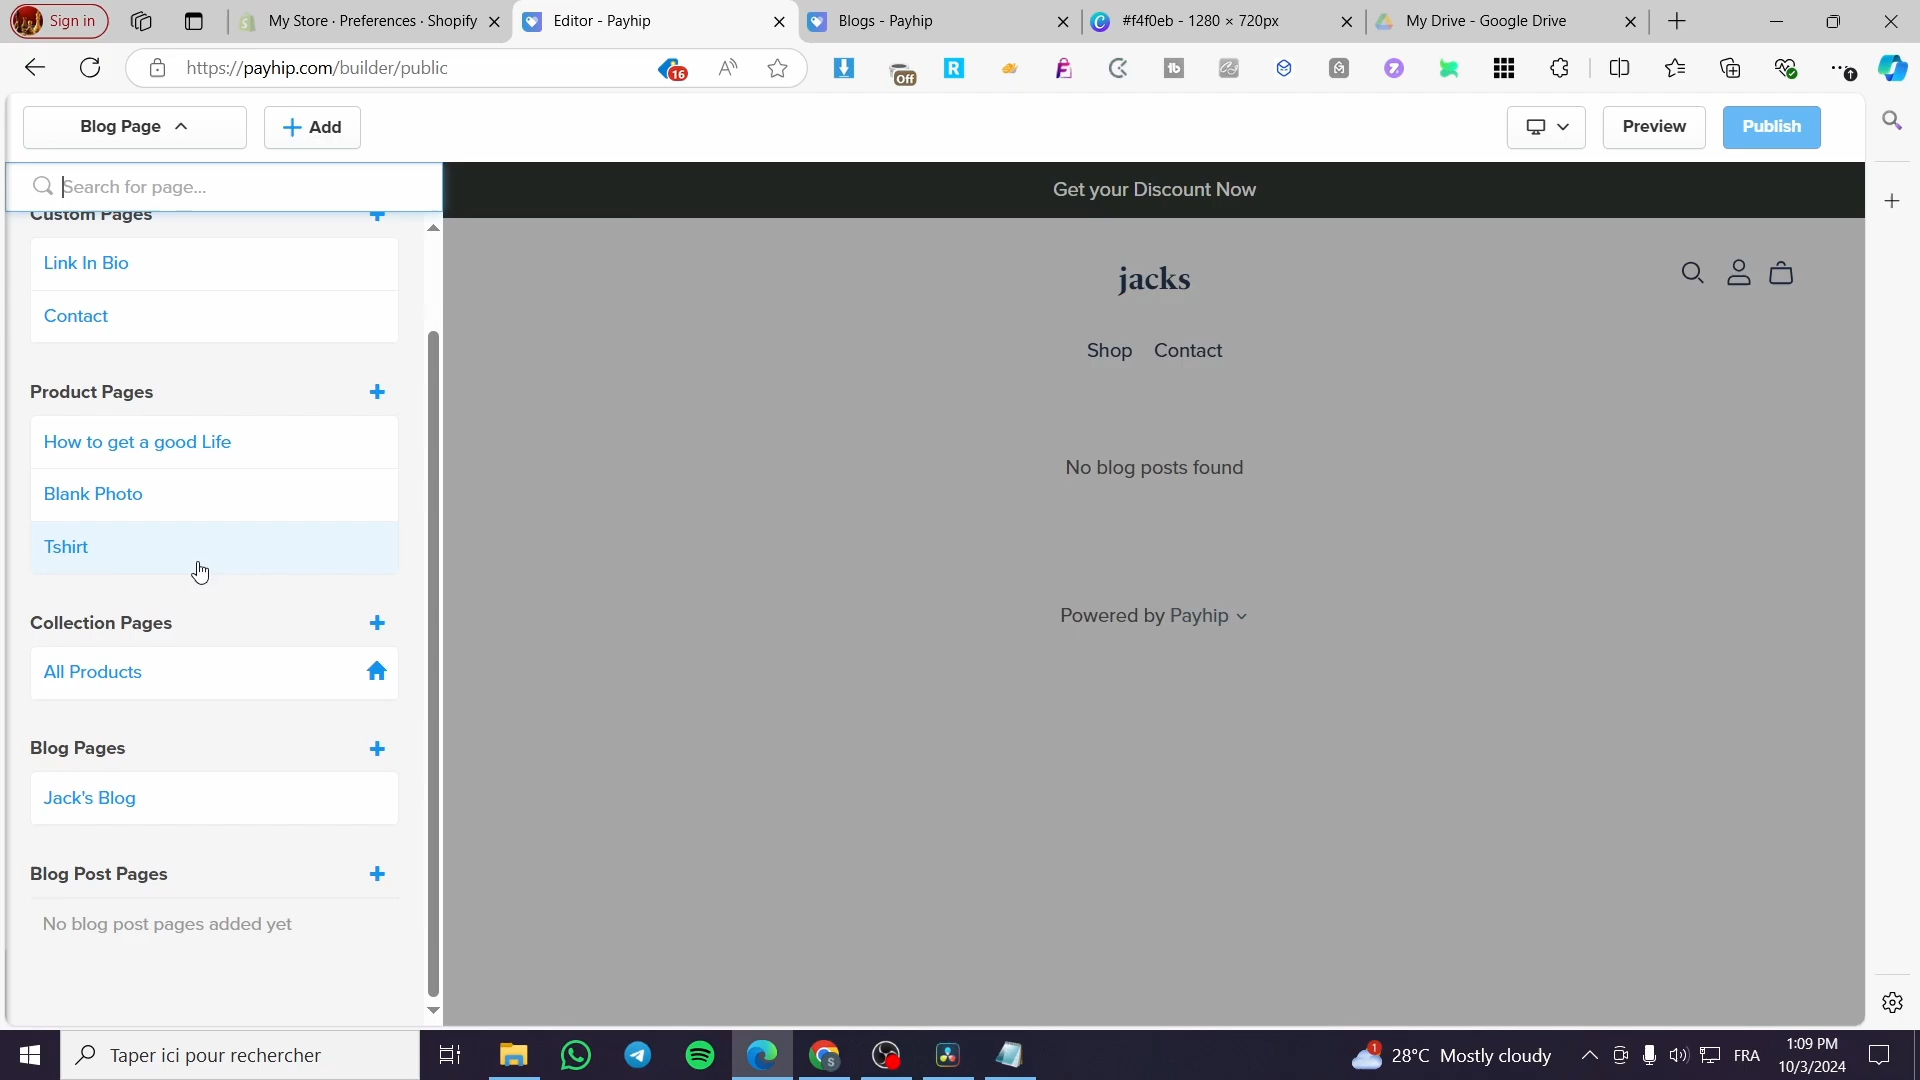 Sign in
My Store · Preferences · Shopify
Editor - Payhip
Blogs - Payhip
#f4f0eb - 1280 × 720px
My Drive - Google Drive
https://payhip.com/builder/public
16
Off
Blog Page
Add
Preview
Publish
Search for page...
Get your Discount Now
Custom Pages
Link In Bio
Contact
jacks
Shop Contact
Product Pages
How to get a good Life
Blank Photo
Tshirt
No blog posts found
Collection Pages
All Products
Powered by Payhip
Blog Pages
Jack's Blog
Blog Post Pages
No blog post pages added yet
Taper ici pour rechercher
1
28°C Mostly cloudy
FRA
1:09 PM
10/3/2024